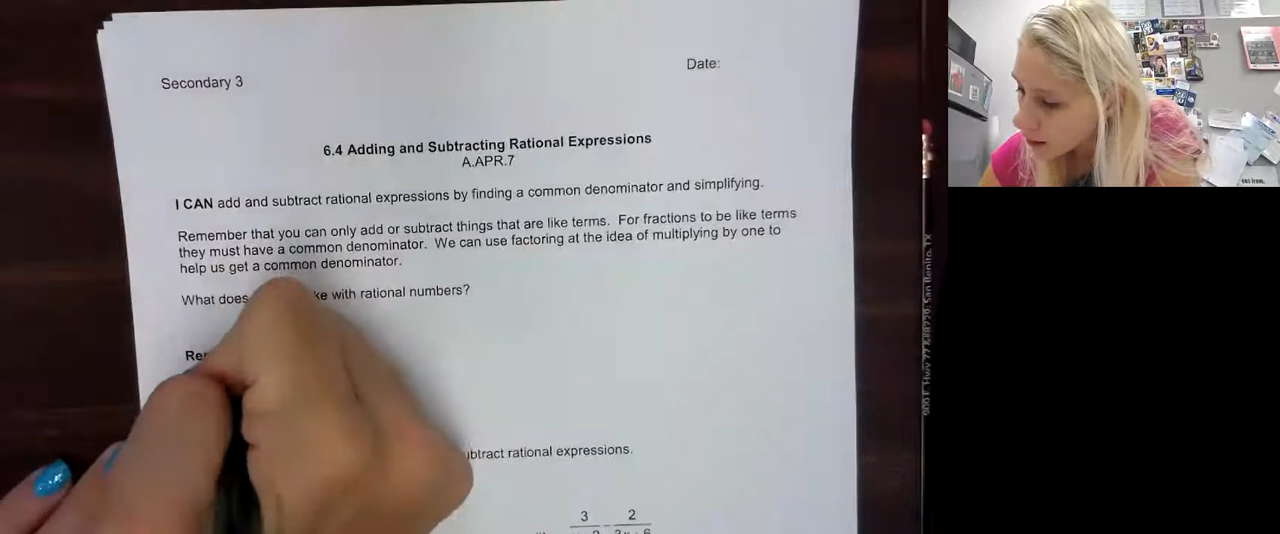 Secondary 3
Date:
6.4 Adding and Subtracting Rational Expressions
A.APR.7
I CAN add and subtract rational expressions by finding a common denominator and simplifying.
Remember that you can only add or subtract things that are like terms. For fractions to be like terms
they must have a common denominator. We can use factoring at the idea of multiplying by one to
help us get a common denominator.
What does with rational numbers?
rational expressions.
3 2